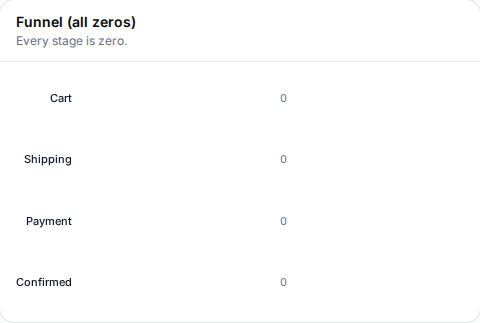 Funnel (all zeros)
Every stage is zero.
Cart 0
Shipping 0
Payment 0
Confirmed 0